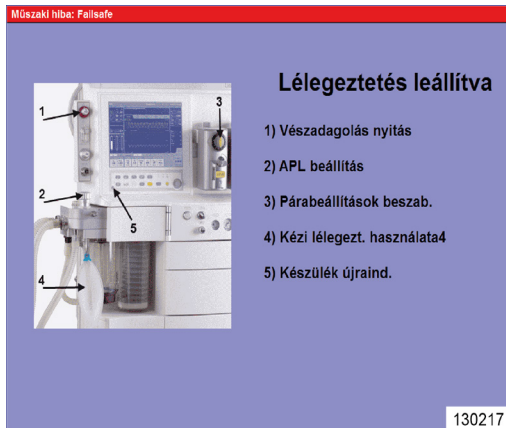 Műszaki hiba: Failsafe
Lélegeztetés leállítva
1) Vészadagolás nyitás
2) APL beállítás
3) Párabeállítások beszab.
4) Kézi lélegezt. használata4
5) Készülék újraind.
1
2
3
4
5
130217